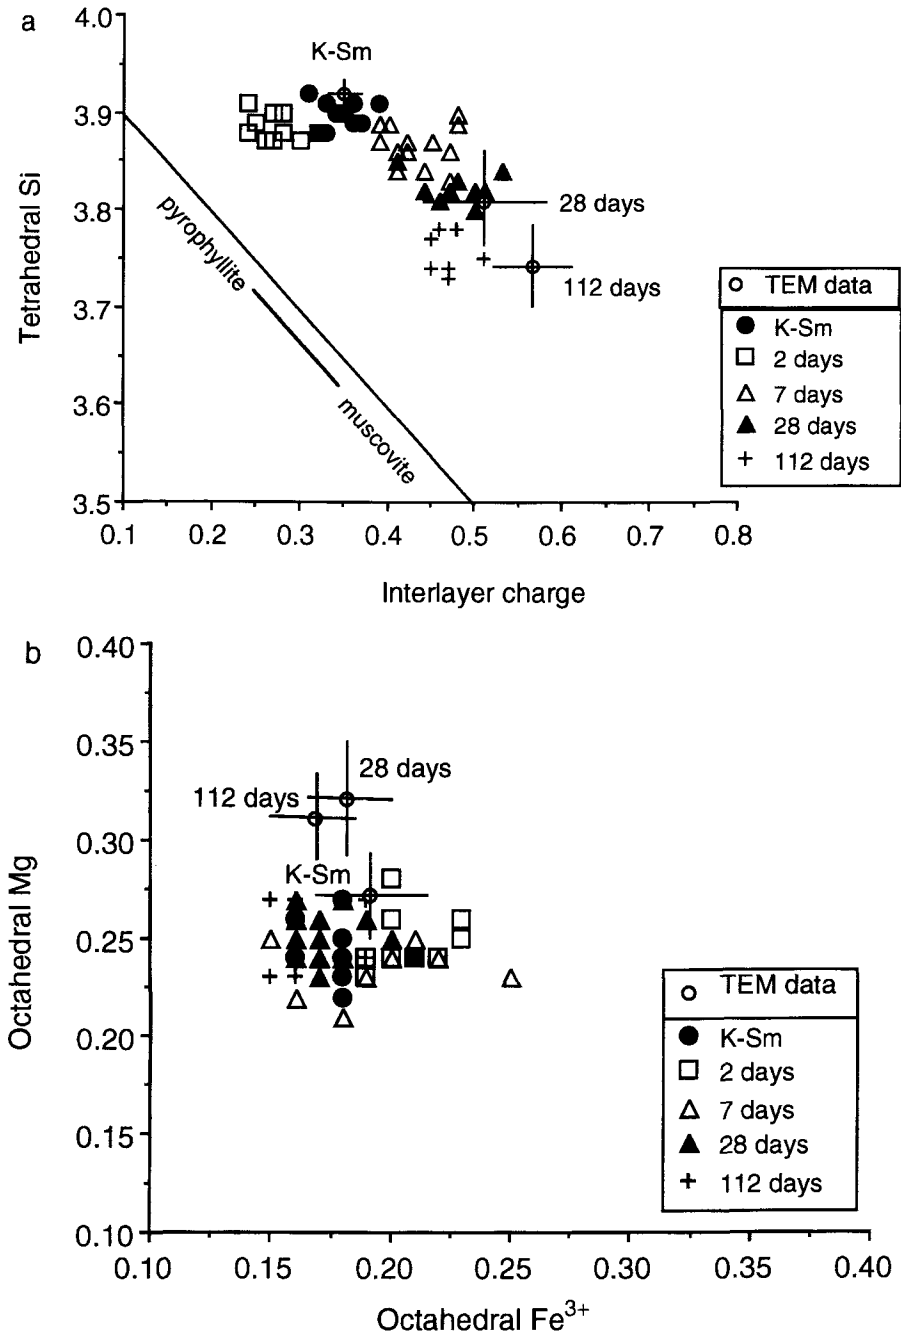 a
4.0
3.9
3.8
3.7
3.6
3.5
Tetrahedral Si
K-Sm
28 days
112 days
pyrophyllite
muscovite
TEM data
K-Sm
2 days
7 days
28 days
112 days
0.1 0.2 0.3 0.4 0.5 0.6 0.7 0.8
Interlayer charge
b
0.40
0.35
0.30
0.25
0.20
0.15
0.10
Octahedral Mg
28 days
112 days
K-Sm
TEM data
K-Sm
2 days
7 days
28 days
112 days
0.10 0.15 0.20 0.25 0.30 0.35 0.40
Octahedral Fe³⁺